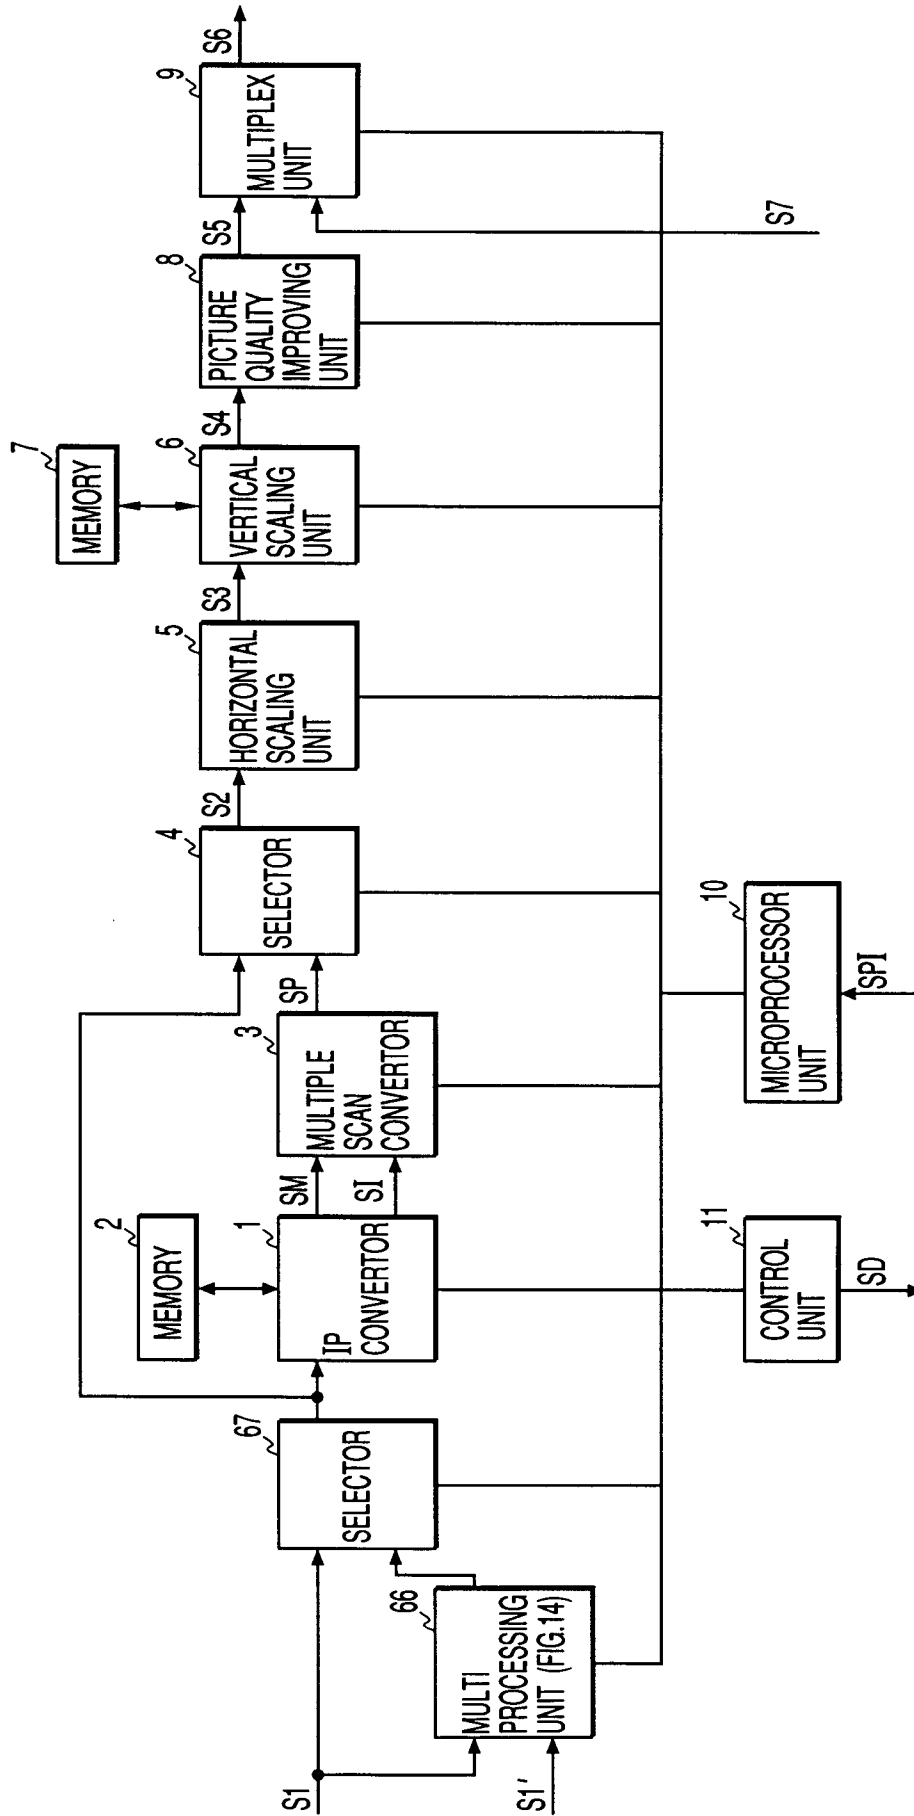 S1
S1'
66
MULTI
PROCESSING
UNIT (FIG.14)
67
SELECTOR
2
MEMORY
1
IP
CONVERTOR
SM
SI
3
MULTIPLE
SCAN
CONVERTOR
SP
4
SELECTOR
S2
5
HORIZONTAL
SCALING
UNIT
S3
7
MEMORY
6
VERTICAL
SCALING
UNIT
S4
8
PICTURE
QUALITY
IMPROVING
UNIT
S5
9
MULTIPLEX
UNIT
S6
S7
11
CONTROL
UNIT
SD
10
MICROPROCESSOR
UNIT
SPI